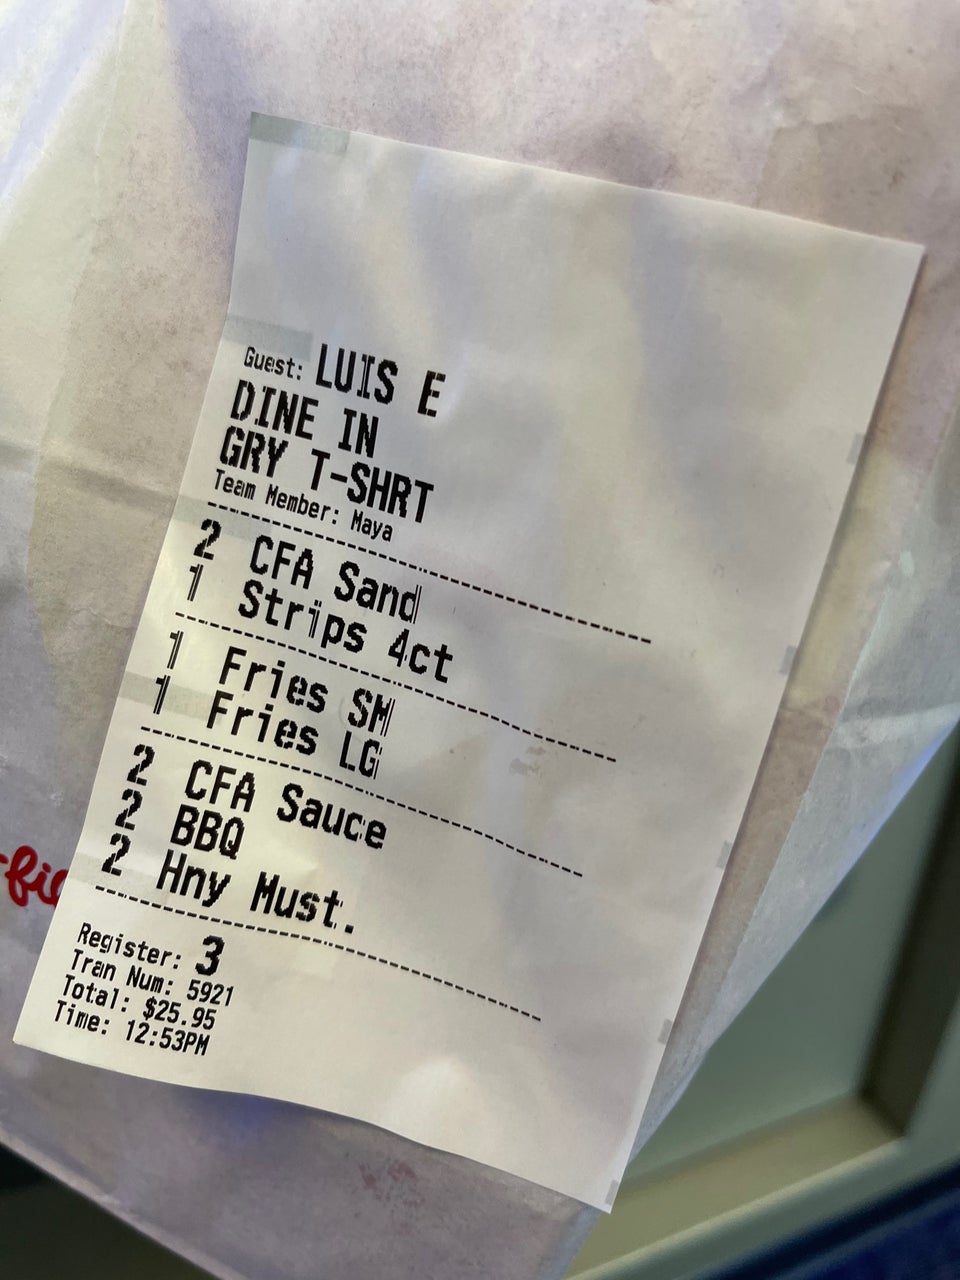 Guest: LUIS E
DINE IN
GRY T-SHRT
Team Member: Maya
2 CFA Sand
1 Strips 4ct
1 Fries SM
1 Fries LG
2 CFA Sauce
2 BBQ
2 Hny Must.
Register: 3
Tran Num: 5921
Total: $25.95
Time: 12:53PM